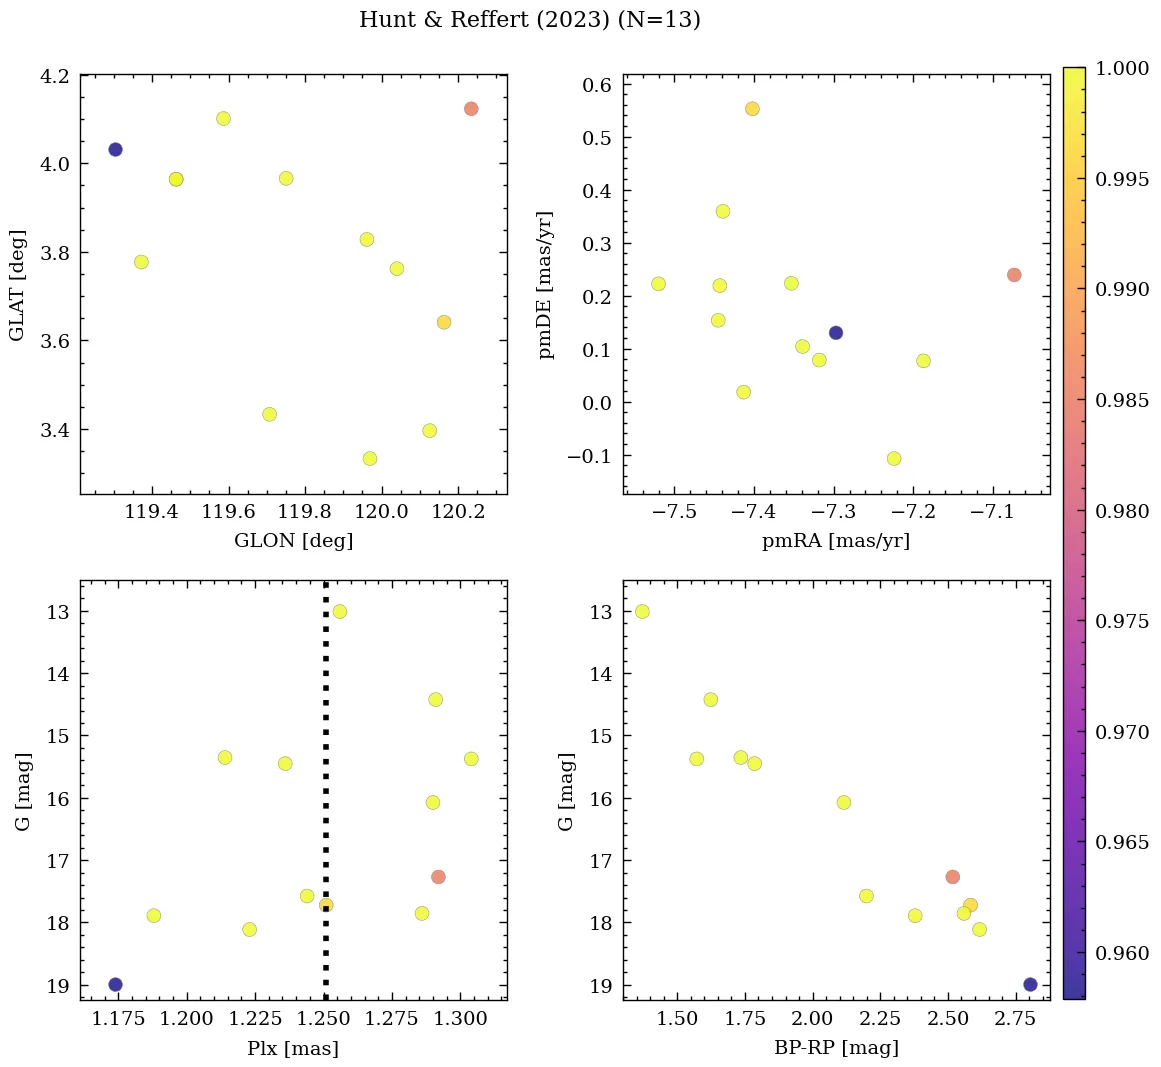 Hunt & Reffert (2023) (N=13)
4.2
4.0
3.8
3.6
3.4
GLAT [deg]
119.4 119.6 119.8 120.0 120.2
GLON [deg]
0.6
0.5
0.4
0.3
0.2
0.1
0.0
−0.1
pmDE [mas/yr]
−7.5 −7.4 −7.3 −7.2 −7.1
pmRA [mas/yr]
13
14
15
16
17
18
19
G [mag]
1.175 1.200 1.225 1.250 1.275 1.300
Plx [mas]
13
14
15
16
17
18
19
G [mag]
1.50 1.75 2.00 2.25 2.50 2.75
BP-RP [mag]
1.000
0.995
0.990
0.985
0.980
0.975
0.970
0.965
0.960